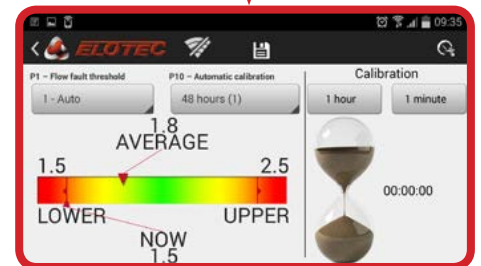 09:35
ELOTEC
P1 – Flow fault threshold
P10 – Automatic calibration
1 - Auto
48 hours (1)
1.8
AVERAGE
1.5
2.5
LOWER
UPPER
NOW
1.5
Calibration
1 hour
1 minute
00:00:00